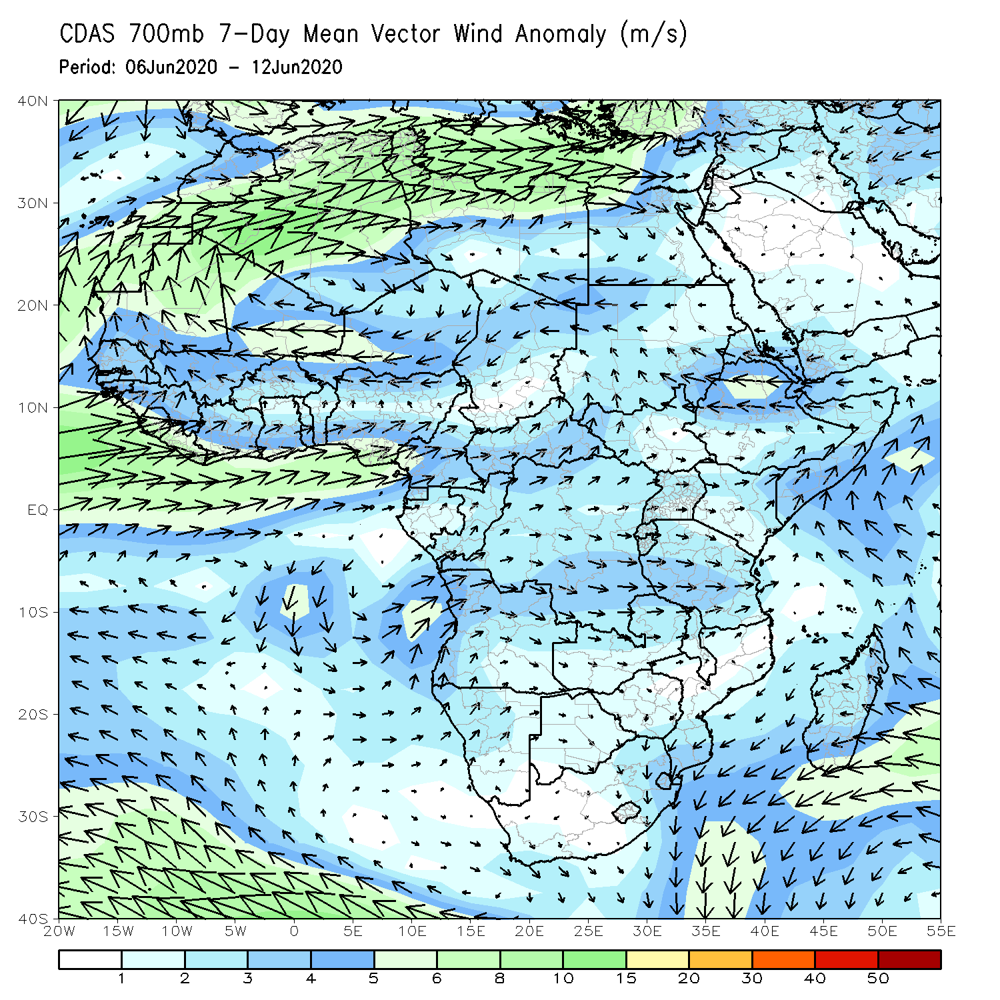 CDAS 700mb 7-Day Mean Vector Wind Anomaly (m/s)
Period: 06Jun2020 - 12Jun2020
40N
30N
20N
10N
EQ
10S
20S
30S
40S
20W 15W 10W 5W 0 5E 10E 15E 20E 25E 30E 35E 40E 45E 50E 55E
1 2 3 4 5 6 8 10 15 20 30 40 50